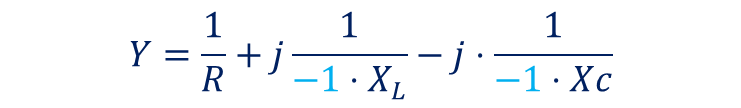 Y = 1/R + j 1/(−1 · X_L) − j · 1/(−1 · Xc)